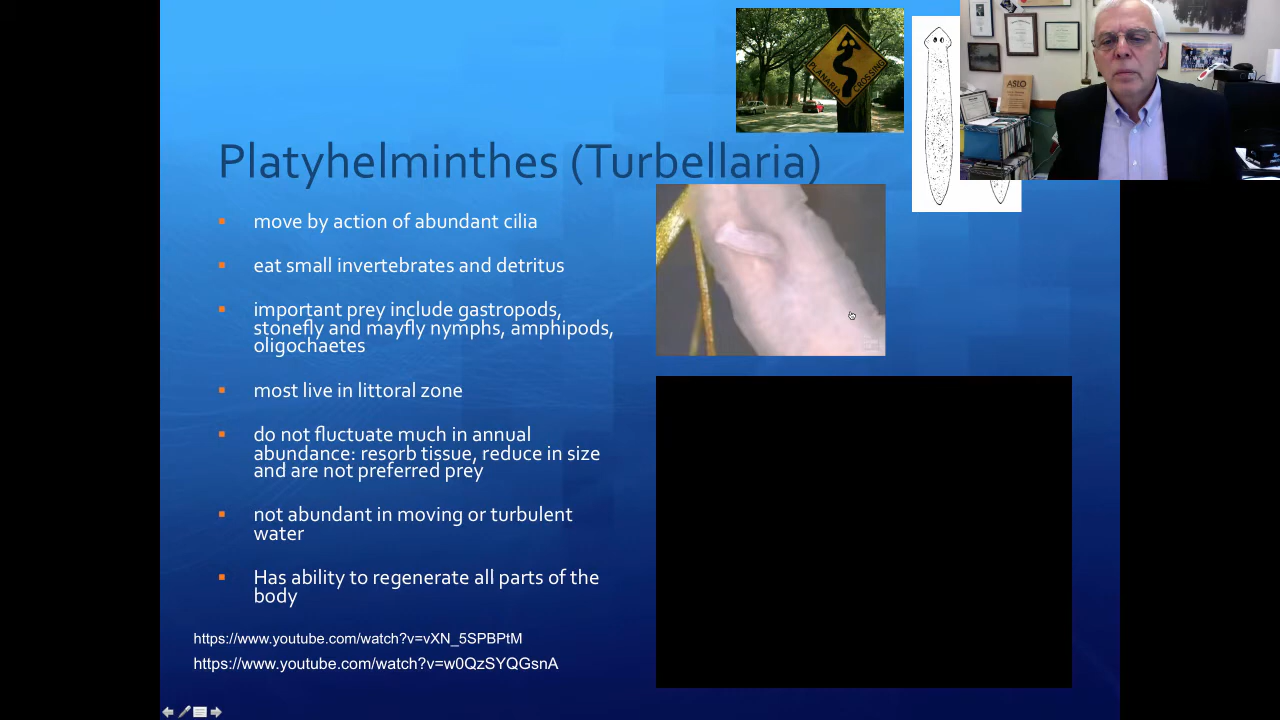 PLANARIA CROSSING
ASLO
Platyhelminthes (Turbellaria)
move by action of abundant cilia
eat small invertebrates and detritus
important prey include gastropods,
stonefly and mayfly nymphs, amphipods,
oligochaetes
most live in littoral zone
do not fluctuate much in annual
abundance: resorb tissue, reduce in size
and are not preferred prey
not abundant in moving or turbulent
water
Has ability to regenerate all parts of the
body
https://www.youtube.com/watch?v=vXN_5SPBPtM
https://www.youtube.com/watch?v=w0QzSYQGsnA